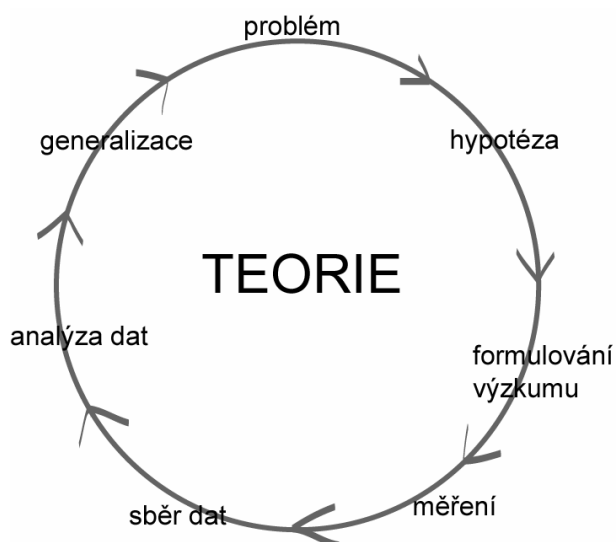 problém
hypotéza
formulování
výzkumu
měření
sběr dat
analýza dat
generalizace
TEORIE